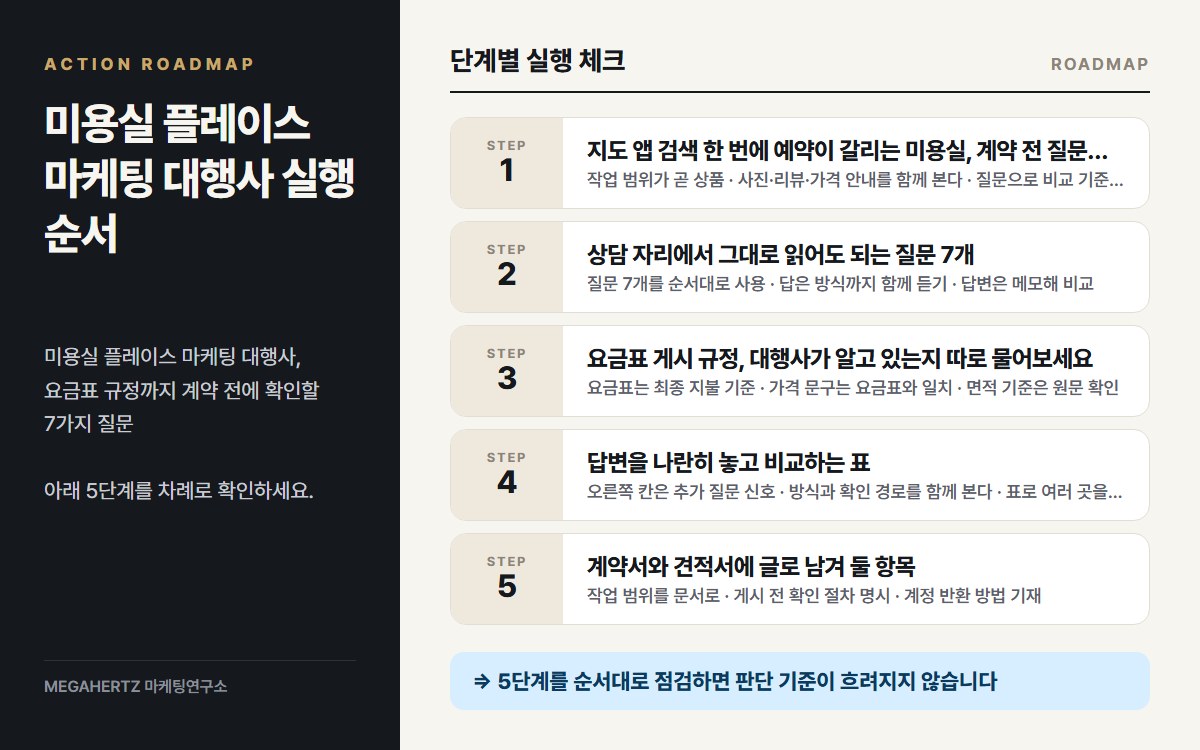 ACTION ROADMAP
미용실 플레이스
마케팅 대행사 실행
순서
미용실 플레이스 마케팅 대행사,
요금표 규정까지 계약 전에 확인할
7가지 질문
아래 5단계를 차례로 확인하세요.
MEGAHERTZ 마케팅연구소
단계별 실행 체크
ROADMAP
STEP
1
지도 앱 검색 한 번에 예약이 갈리는 미용실, 계약 전 질문...
작업 범위가 곧 상품 · 사진·리뷰·가격 안내를 함께 본다 · 질문으로 비교 기준...
STEP
2
상담 자리에서 그대로 읽어도 되는 질문 7개
질문 7개를 순서대로 사용 · 답은 방식까지 함께 듣기 · 답변은 메모해 비교
STEP
3
요금표 게시 규정, 대행사가 알고 있는지 따로 물어보세요
요금표는 최종 지불 기준 · 가격 문구는 요금표와 일치 · 면적 기준은 원문 확인
STEP
4
답변을 나란히 놓고 비교하는 표
오른쪽 칸은 추가 질문 신호 · 방식과 확인 경로를 함께 본다 · 표로 여러 곳을...
STEP
5
계약서와 견적서에 글로 남겨 둘 항목
작업 범위를 문서로 · 게시 전 확인 절차 명시 · 계정 반환 방법 기재
→ 5단계를 순서대로 점검하면 판단 기준이 흐려지지 않습니다